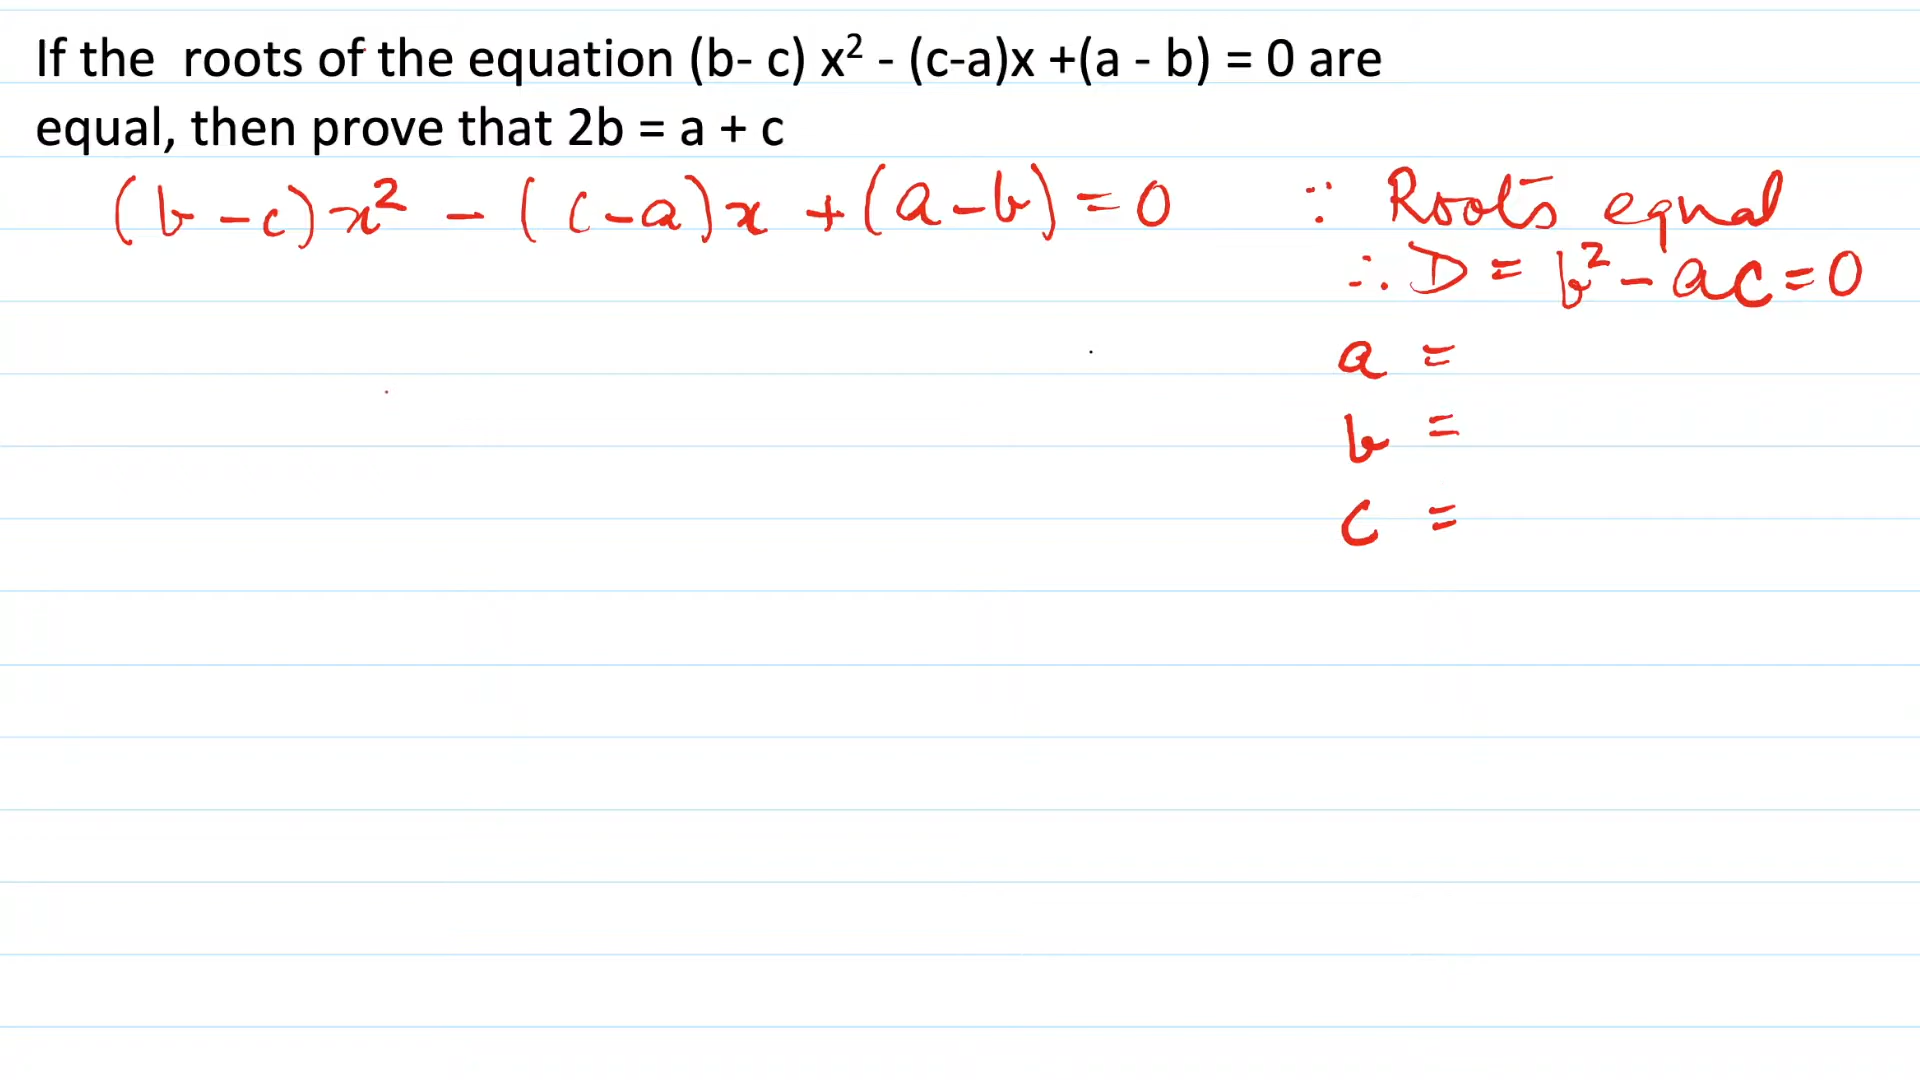 If the roots of the equation (b- c) x² - (c-a)x +(a - b) = 0 are
equal, then prove that 2b = a + c
(b-c)x² - (c-a)x +(a-b)=0 ∵ Roots equal
∴ D = b²-ac=0
a =
b =
c =